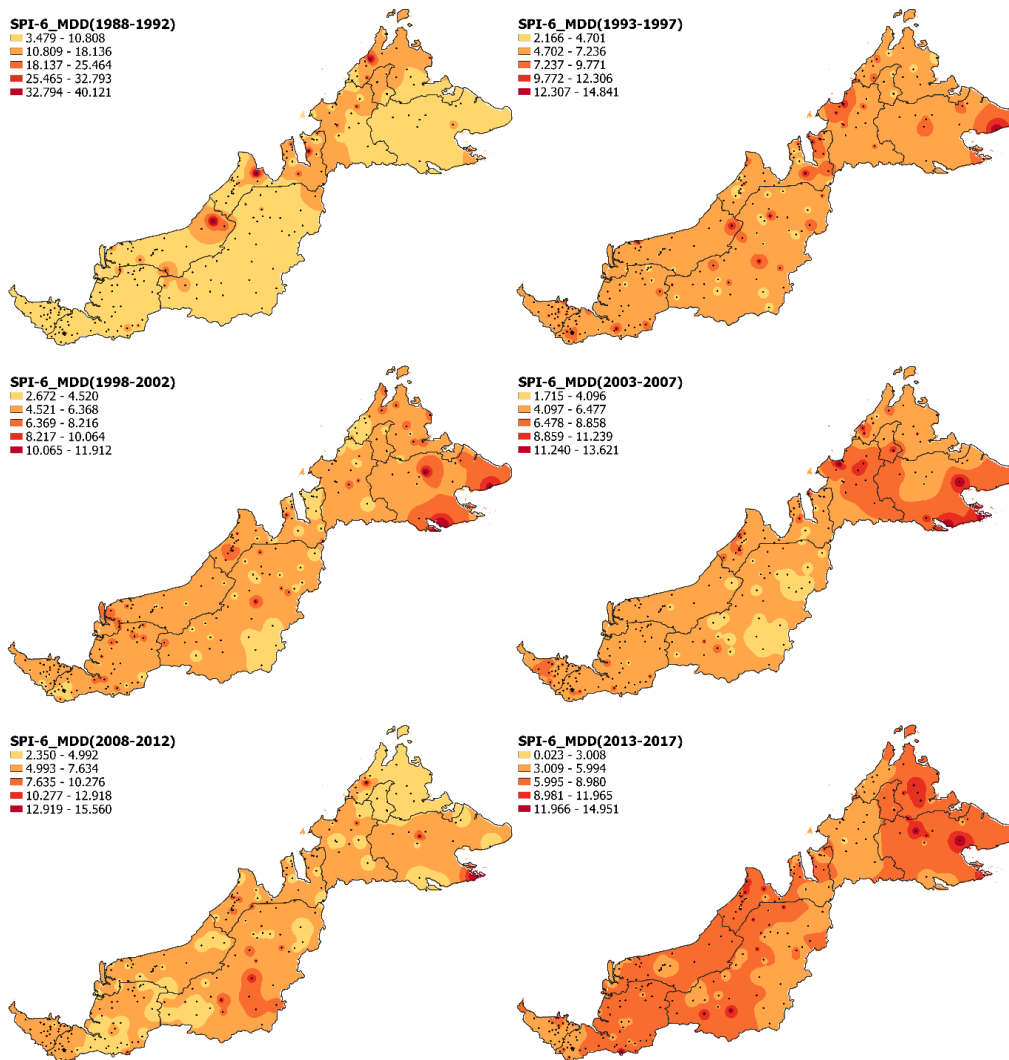 SPI-6_MDD(1988-1992)
3.479 - 10.808
10.809 - 18.136
18.137 - 25.464
25.465 - 32.793
32.794 - 40.121
SPI-6_MDD(1993-1997)
2.166 - 4.701
4.702 - 7.236
7.237 - 9.771
9.772 - 12.306
12.307 - 14.841
SPI-6_MDD(1998-2002)
2.672 - 4.520
4.521 - 6.368
6.369 - 8.216
8.217 - 10.064
10.065 - 11.912
SPI-6_MDD(2003-2007)
1.715 - 4.096
4.097 - 6.477
6.478 - 8.858
8.859 - 11.239
11.240 - 13.621
SPI-6_MDD(2008-2012)
2.350 - 4.992
4.993 - 7.634
7.635 - 10.276
10.277 - 12.918
12.919 - 15.560
SPI-6_MDD(2013-2017)
0.023 - 3.008
3.009 - 5.994
5.995 - 8.980
8.981 - 11.965
11.966 - 14.951